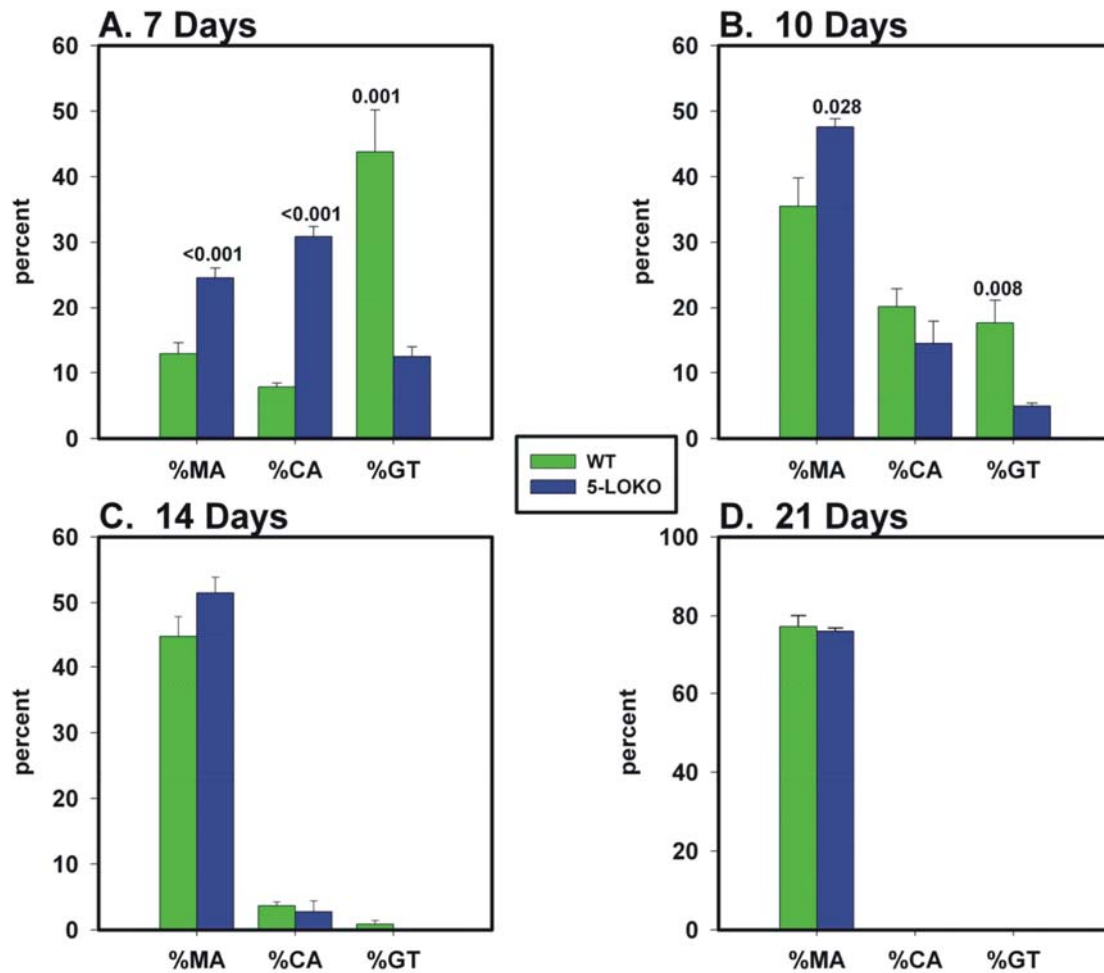 A. 7 Days
60
50
40
30
20
10
0
percent
<0.001
<0.001
0.001
%MA
%CA
%GT
B. 10 Days
60
50
40
30
20
10
0
percent
0.028
0.008
%MA
%CA
%GT
WT
5-LOKO
C. 14 Days
60
50
40
30
20
10
0
percent
%MA
%CA
%GT
D. 21 Days
100
80
60
40
20
0
percent
%MA
%CA
%GT